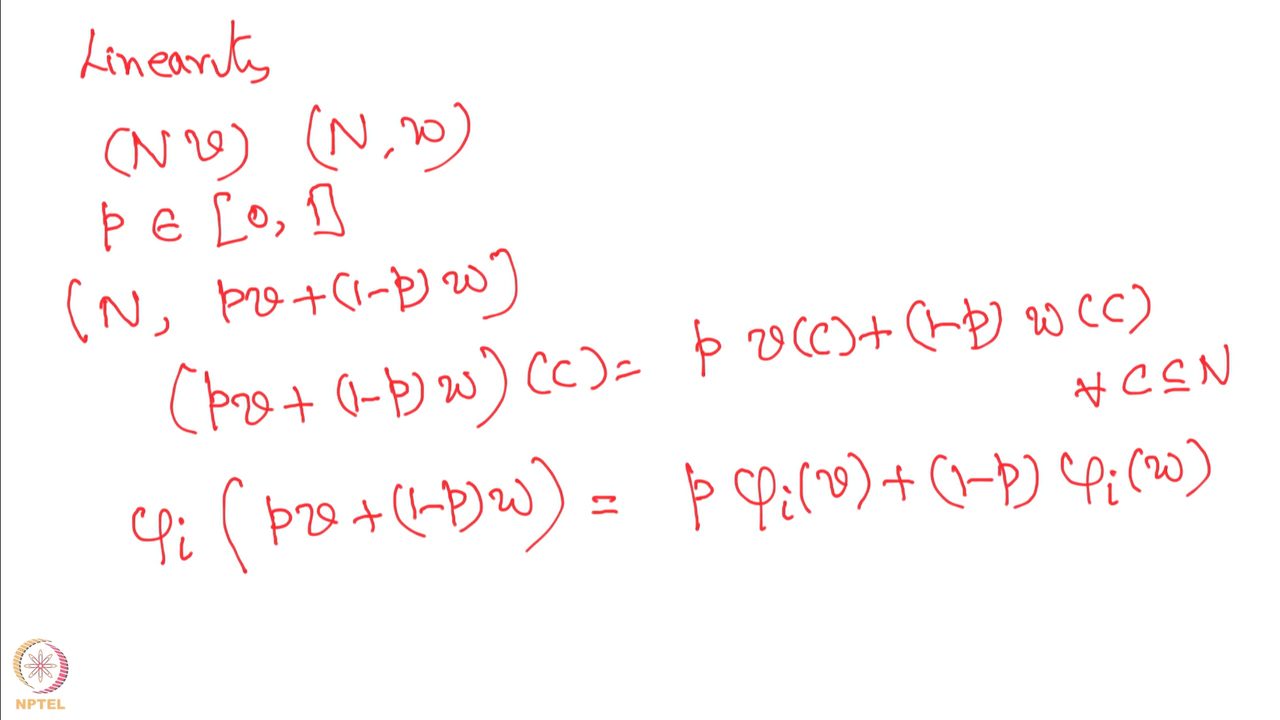 Linearity
(N v) (N, w)
p ∈ [0, 1]
(N, pv + (1-p) w)
(pv + (1-p) w) (C) = p v(C) + (1-p) w (C)
∀ C ⊆ N
φi (pv + (1-p) w) = p φi(v) + (1-p) φi(w)
NPTEL